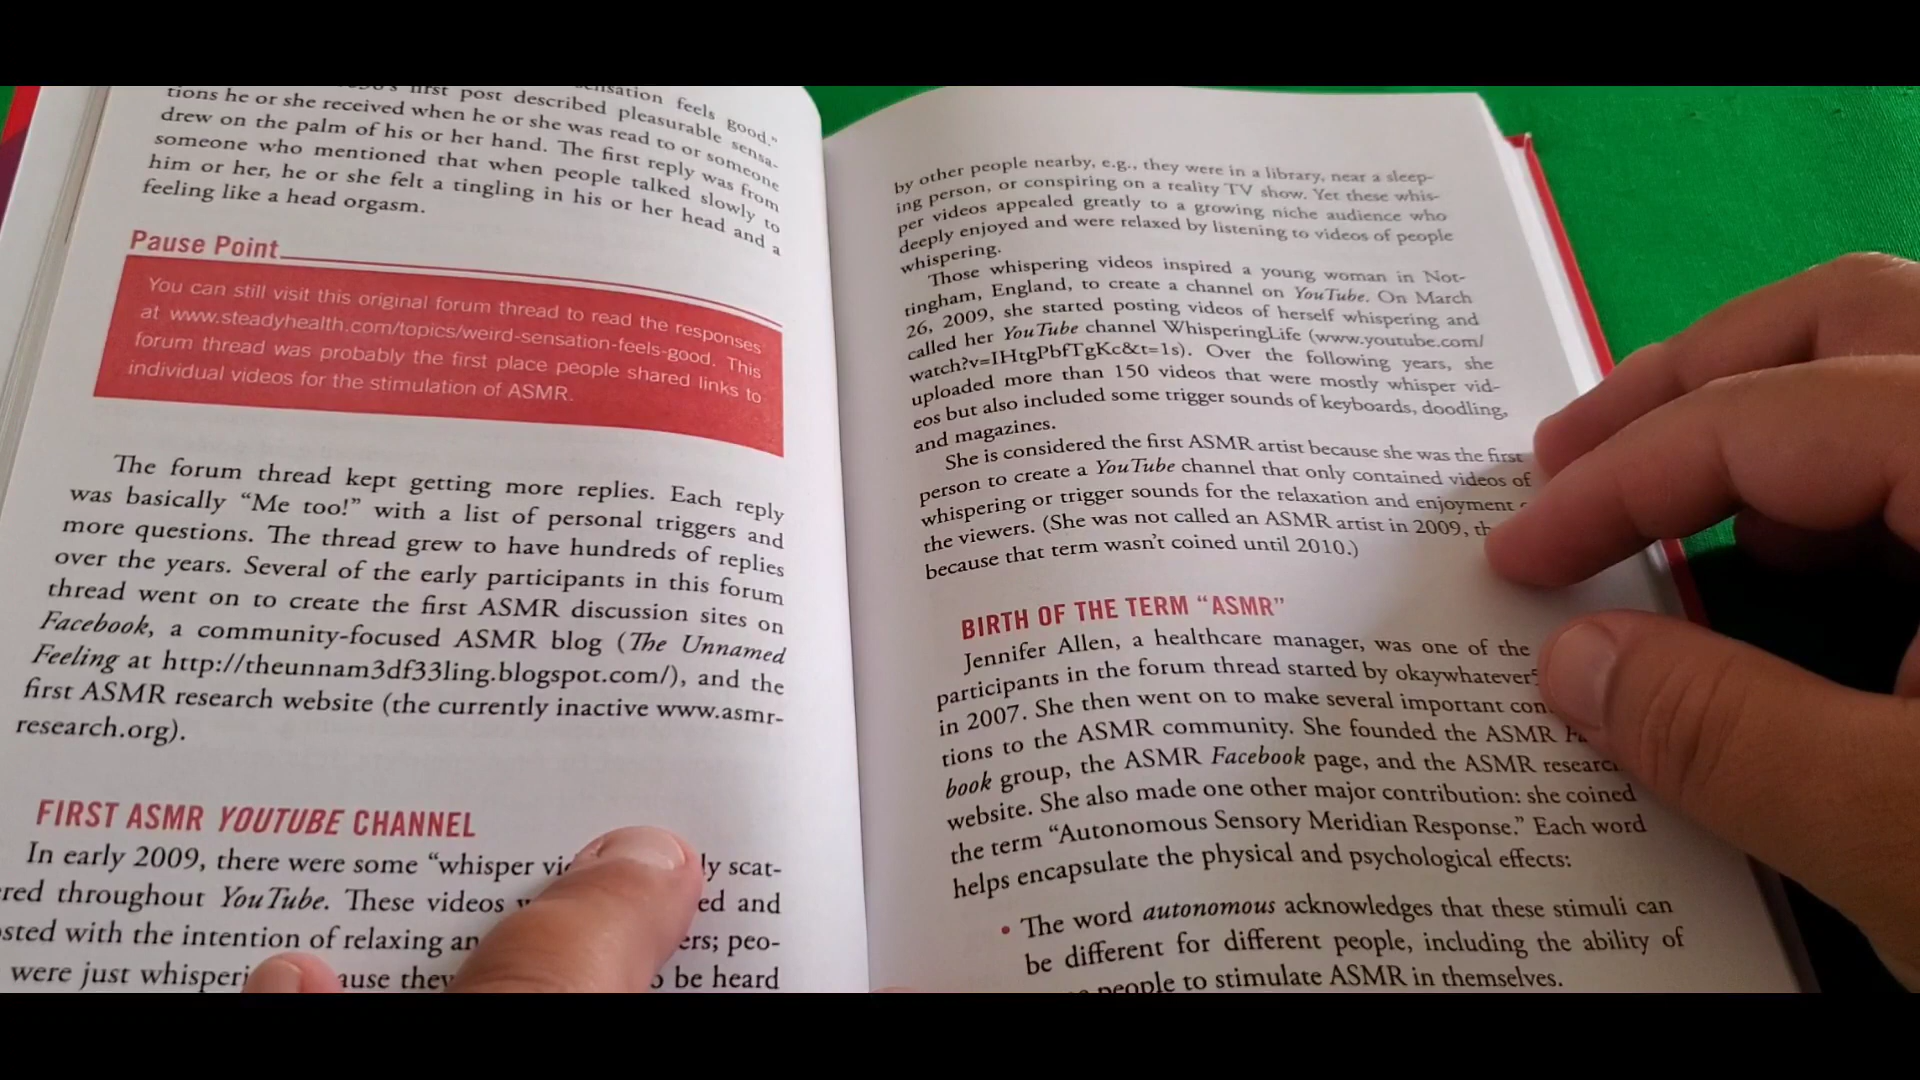 first post described pleasurable sensa-
sensation feels good."
tions he or she received when he or she was read to or someone
drew on the palm of his or her hand. The first reply was from
someone who mentioned that when people talked slowly to
him or her, he or she felt a tingling in his or her head and a
feeling like a head orgasm.
Pause Point
You can still visit this original forum thread to read the responses
at www.steadyhealth.com/topics/weird-sensation-feels-good. This
forum thread was probably the first place people shared links to
individual videos for the stimulation of ASMR.
The forum thread kept getting more replies. Each reply
was basically “Me too!” with a list of personal triggers and
more questions. The thread grew to have hundreds of replies
over the years. Several of the early participants in this forum
thread went on to create the first ASMR discussion sites on
Facebook, a community-focused ASMR blog (The Unnamed
Feeling at http://theunnam3df33ling.blogspot.com/), and the
first ASMR research website (the currently inactive www.asmr-
research.org).
FIRST ASMR YOUTUBE CHANNEL
In early 2009, there were some “whisper scat-
red throughout YouTube. These videos and
sted with the intention of relaxing peo-
were just whisperi they be heard
by other people nearby, e.g., they were in a library, near a sleep-
ing person, or conspiring on a reality TV show. Yet these whis-
per videos appealed greatly to a growing niche audience who
deeply enjoyed and were relaxed by listening to videos of people
whispering.
Those whispering videos inspired a young woman in Not-
tingham, England, to create a channel on YouTube. On March
26, 2009, she started posting videos of herself whispering and
called her YouTube channel WhisperingLife (www.youtube.com/
watch?v=IHtgPbfTgKc&t=1s). Over the following years, she
uploaded more than 150 videos that were mostly whisper vid-
eos but also included some trigger sounds of keyboards, doodling,
and magazines.
She is considered the first ASMR artist because she was the first
person to create a YouTube channel that only contained videos of
whispering or trigger sounds for the relaxation and enjoyment
the viewers. (She was not called an ASMR artist in 2009,
because that term wasn’t coined until 2010.)
BIRTH OF THE TERM “ASMR”
Jennifer Allen, a healthcare manager, was one of the
participants in the forum thread started by okaywhatever
in 2007. She then went on to make several important con
tions to the ASMR community. She founded the ASMR
book group, the ASMR Facebook page, and the ASMR research
website. She also made one other major contribution: she coined
the term “Autonomous Sensory Meridian Response.” Each word
helps encapsulate the physical and psychological effects:
• The word autonomous acknowledges that these stimuli can
be different for different people, including the ability of
people to stimulate ASMR in themselves.